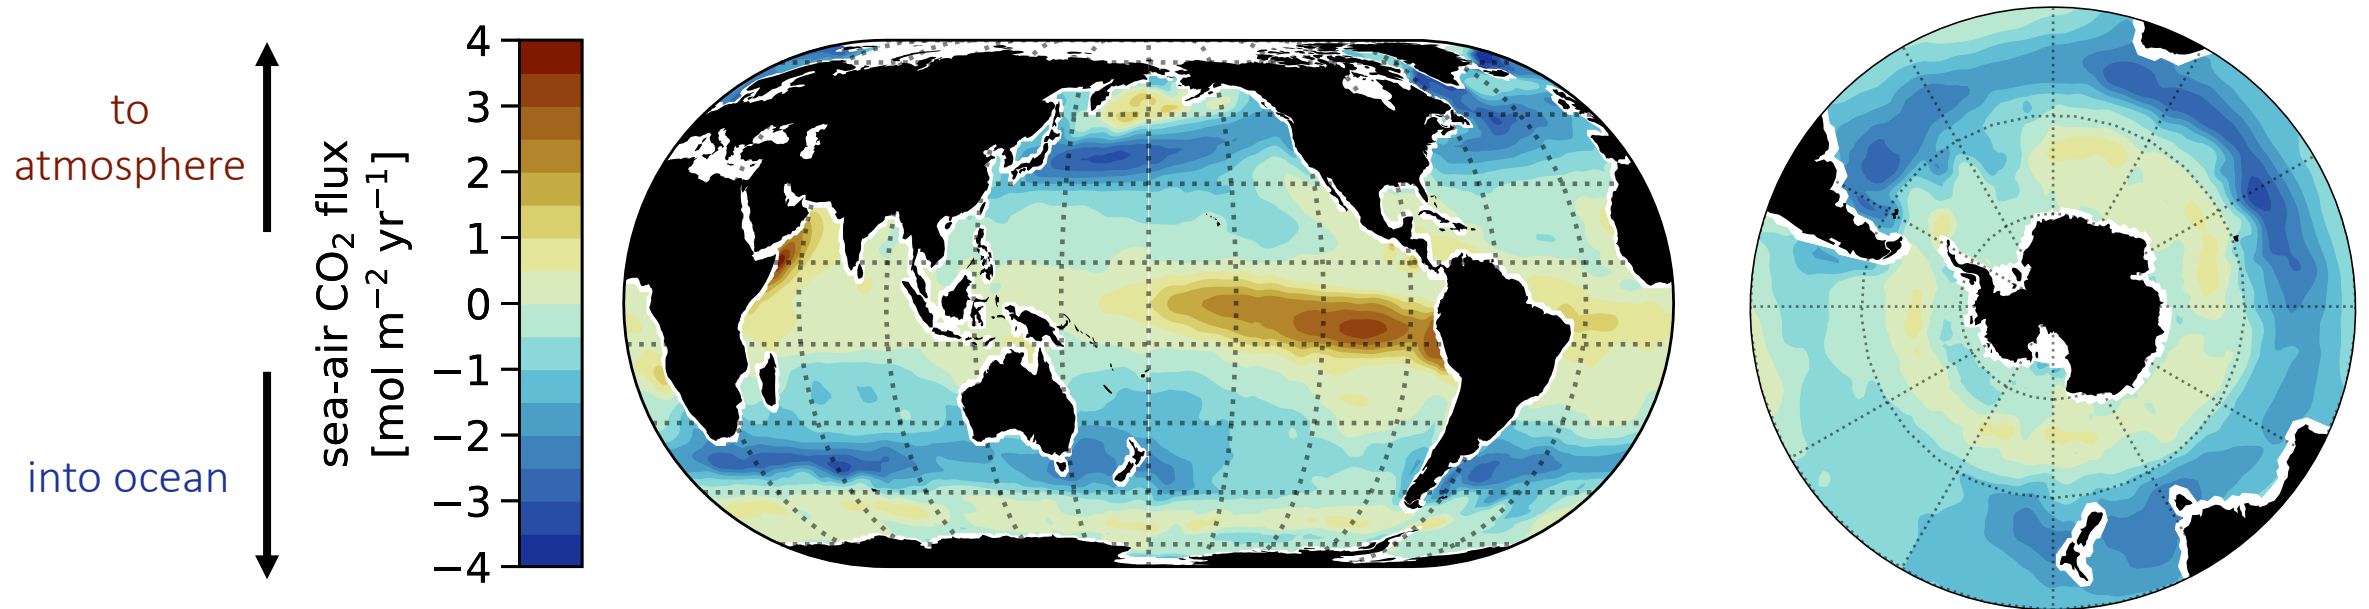 to
atmosphere
into ocean
sea-air CO₂ flux
[mol m⁻² yr⁻¹]
4
3
2
1
0
−1
−2
−3
−4